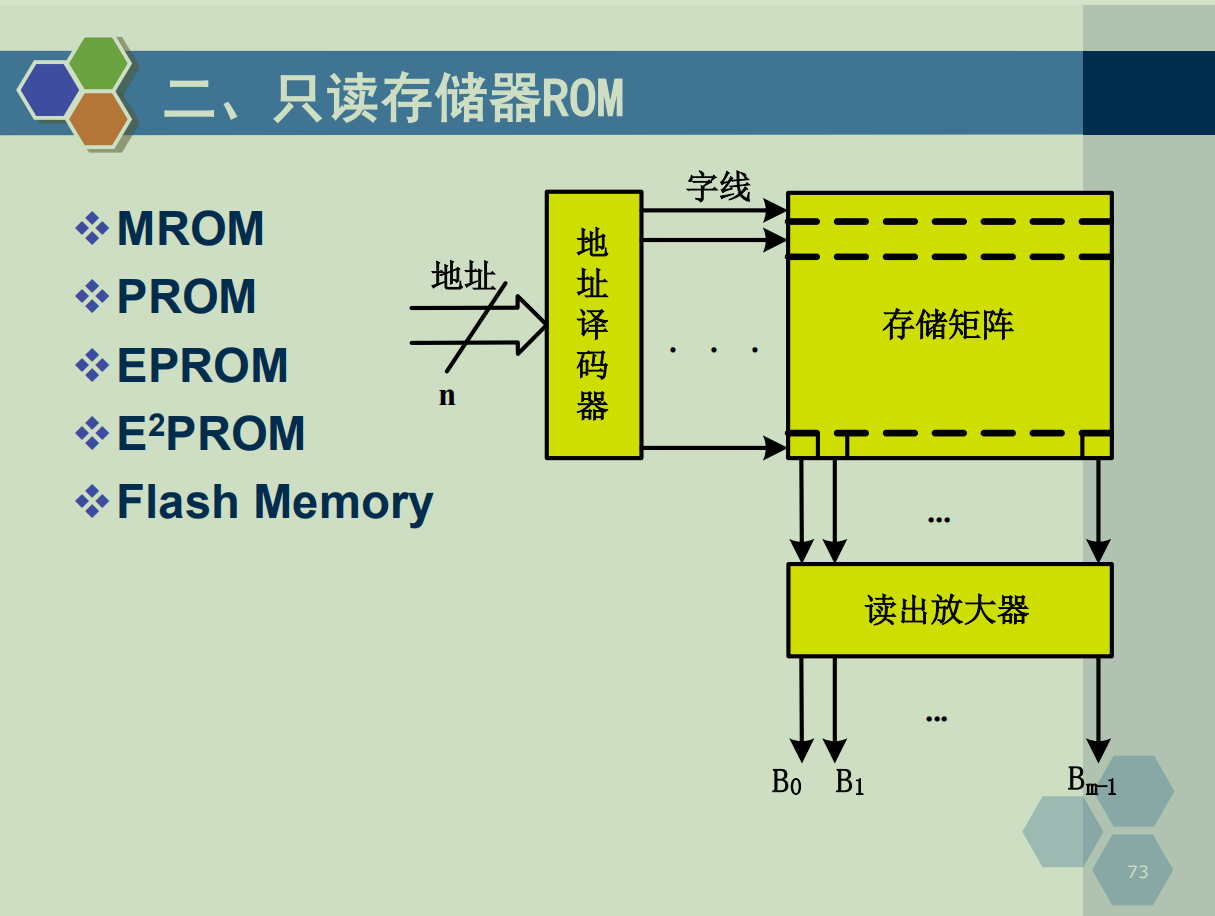 二、只读存储器ROM
MROM
PROM
EPROM
E²PROM
Flash Memory
字线
地址
n
地址译码器
. . .
存储矩阵
...
读出放大器
...
B₀ B₁ Bₘ₋₁
73